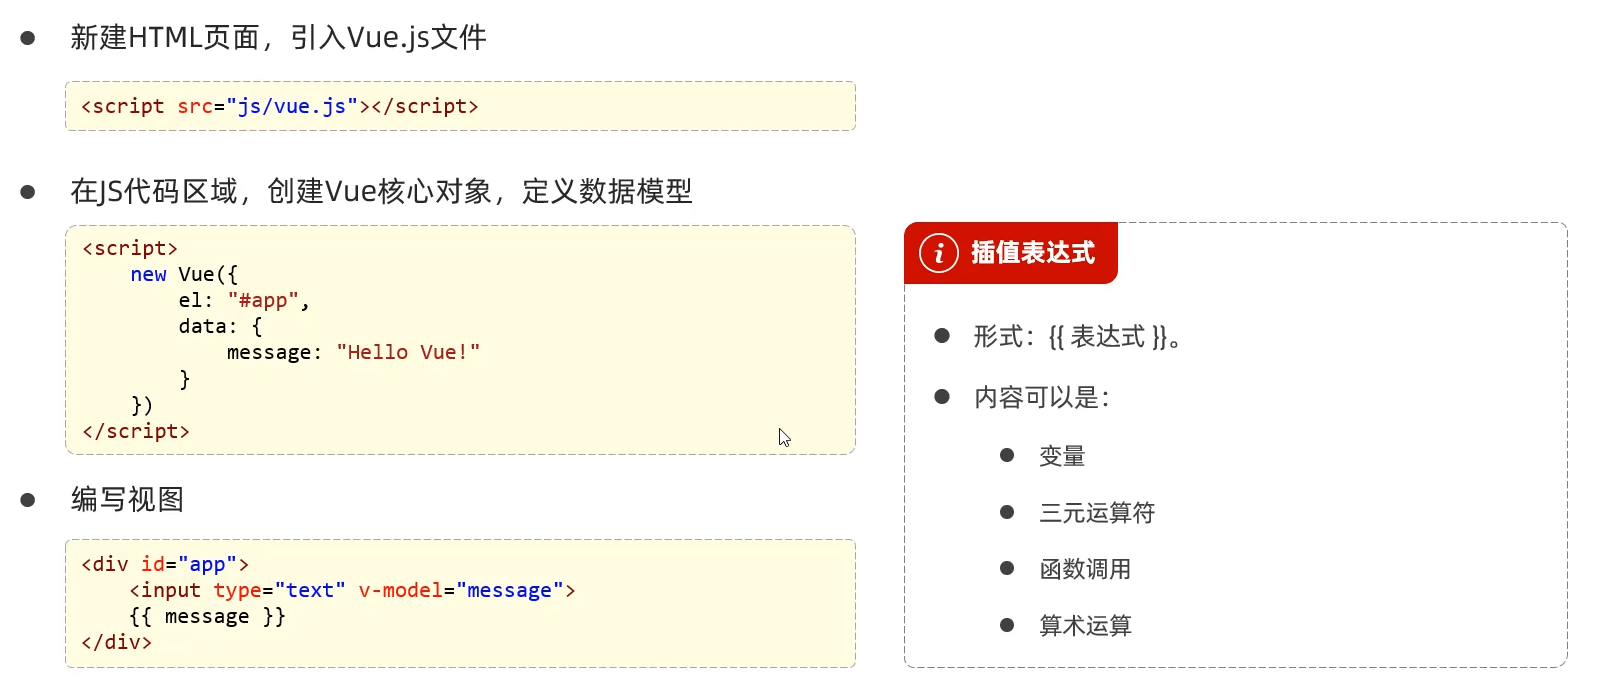 新建HTML页面，引入Vue.js文件
<script src="js/vue.js"></script>
在JS代码区域，创建Vue核心对象，定义数据模型
<script>
    new Vue({
        el: "#app",
        data: {
            message: "Hello Vue!"
        }
    })
</script>
编写视图
<div id="app">
    <input type="text" v-model="message">
    {{ message }}
</div>
插值表达式
形式：{{ 表达式 }}。
内容可以是：
变量
三元运算符
函数调用
算术运算